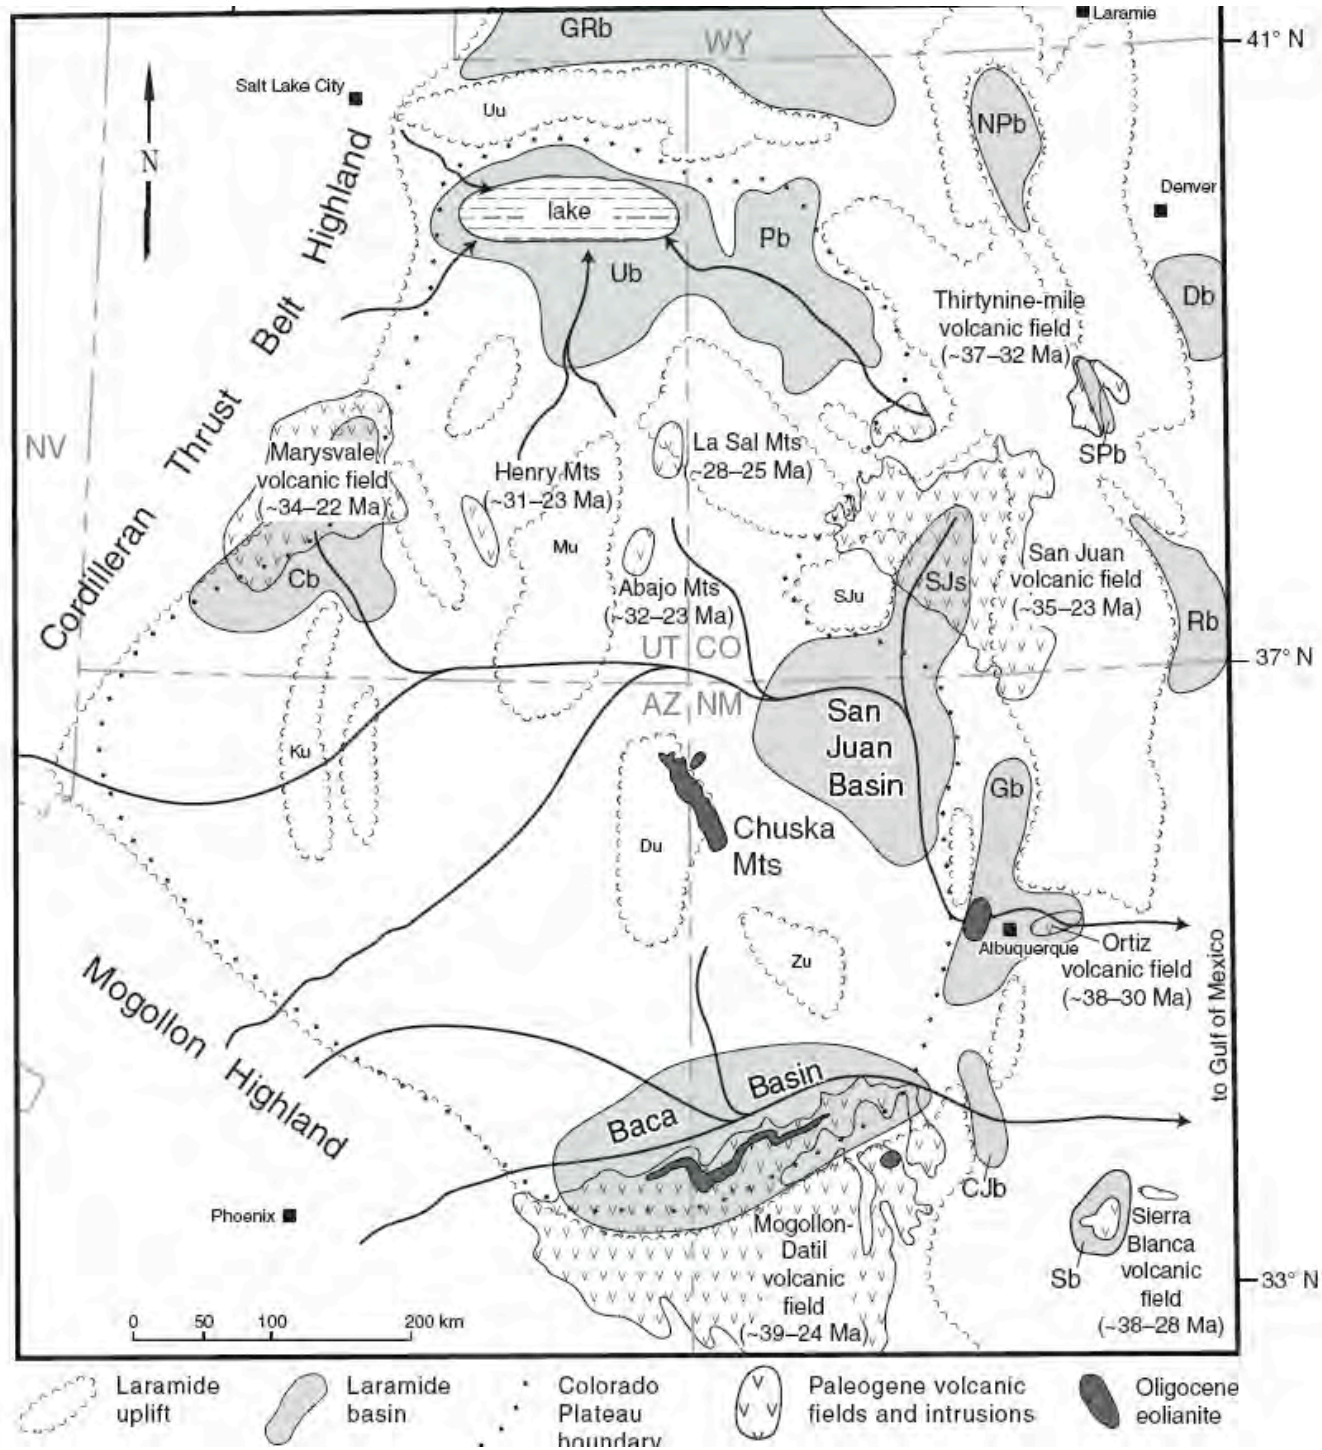 GRb
WY
Laramie
41° N
Salt Lake City
Uu
NPb
N
Denver
lake
Pb
Ub
Db
Cordilleran Thrust Belt Highland
Thirtynine-mile
volcanic field
(~37–32 Ma)
NV
Marysvale
volcanic field
(~34–22 Ma)
Henry Mts
(~31–23 Ma)
La Sal Mts
(~28–25 Ma)
SPb
Mu
Cb
Abajo Mts
(~32–23 Ma)
SJu
SJs
San Juan
volcanic field
(~35–23 Ma)
Rb
UT CO
37° N
AZ NM
San
Juan
Basin
Ku
Gb
Du
Chuska
Mts
Zu
Albuquerque
Ortiz
volcanic field
(~38–30 Ma)
to Gulf of Mexico
Mogollon Highland
Baca Basin
CJb
Phoenix
Mogollon-
Datil
volcanic
field
(~39–24 Ma)
Sb
Sierra
Blanca
volcanic
field
(~38–28 Ma)
33° N
0 50 100 200 km
Laramide
uplift
Laramide
basin
Colorado
Plateau
boundary
Paleogene volcanic
fields and intrusions
Oligocene
eolianite